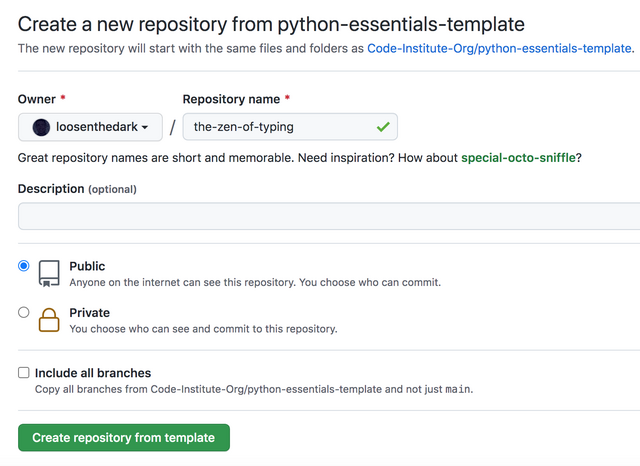 Create a new repository from python-essentials-template
The new repository will start with the same files and folders as Code-Institute-Org/python-essentials-template.
Owner * Repository name *
loosenthedark / the-zen-of-typing
Great repository names are short and memorable. Need inspiration? How about special-octo-sniffle?
Description (optional)
Public
Anyone on the internet can see this repository. You choose who can commit.
Private
You choose who can see and commit to this repository.
Include all branches
Copy all branches from Code-Institute-Org/python-essentials-template and not just main.
Create repository from template